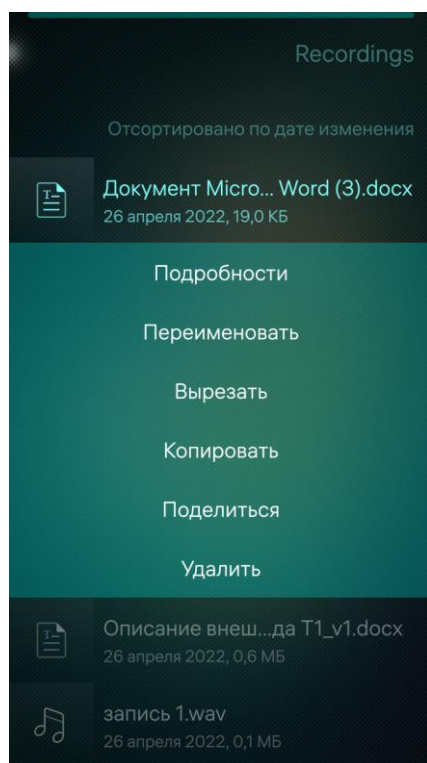 Recordings
Отсортировано по дате изменения
Документ Micro... Word (3).docx
26 апреля 2022, 19,0 КБ
Подробности
Переименовать
Вырезать
Копировать
Поделиться
Удалить
Описание внеш...да T1_v1.docx
26 апреля 2022, 0,6 МБ
запись 1.wav
26 апреля 2022, 0,1 МБ